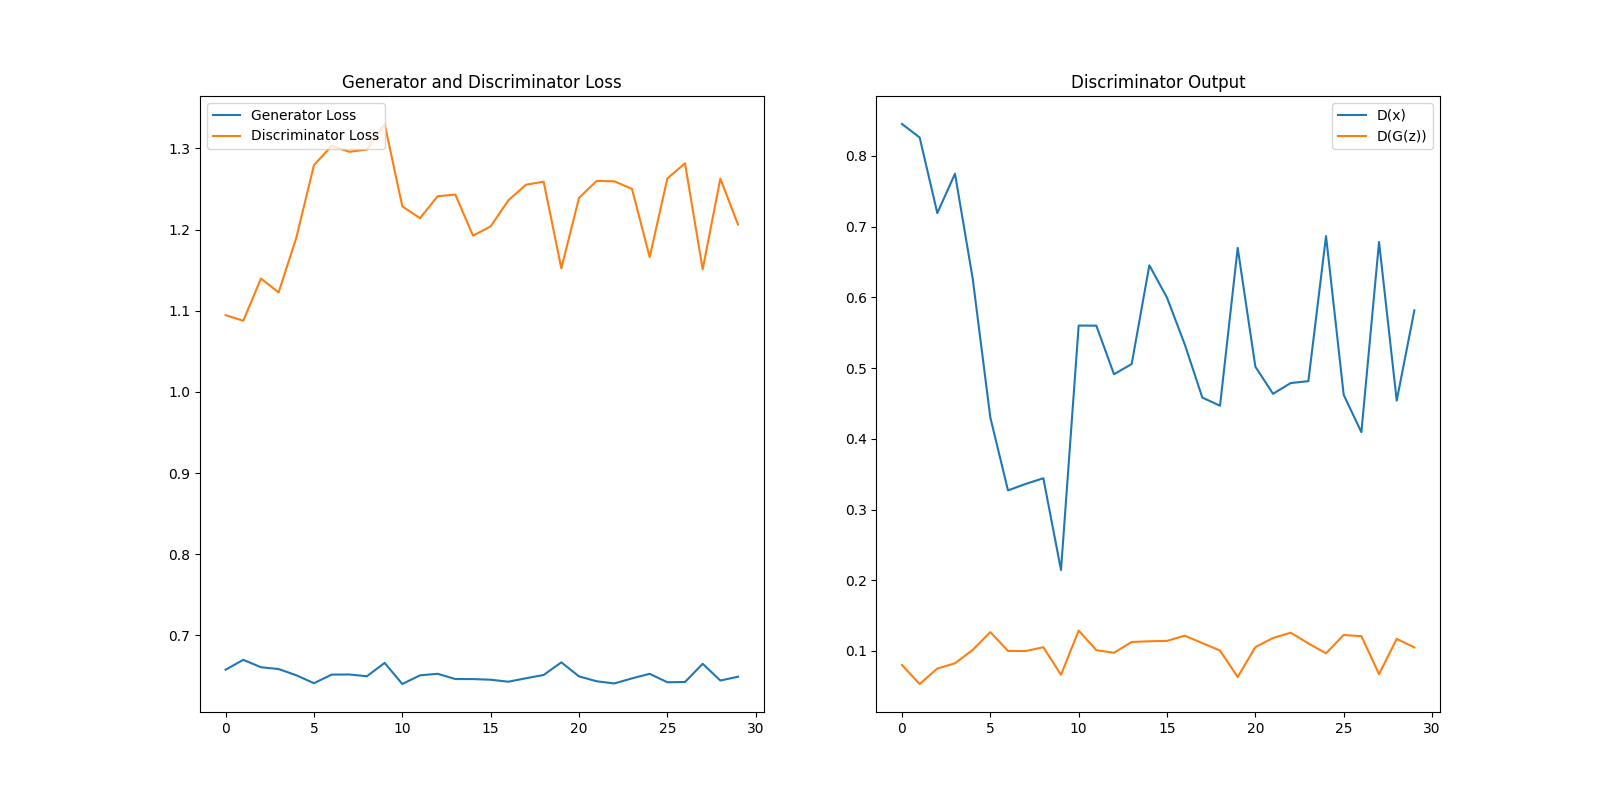 Generator and Discriminator Loss
Generator Loss
Discriminator Loss
1.3
1.2
1.1
1.0
0.9
0.8
0.7
0 5 10 15 20 25 30
Discriminator Output
D(x)
D(G(z))
0.8
0.7
0.6
0.5
0.4
0.3
0.2
0.1
0 5 10 15 20 25 30